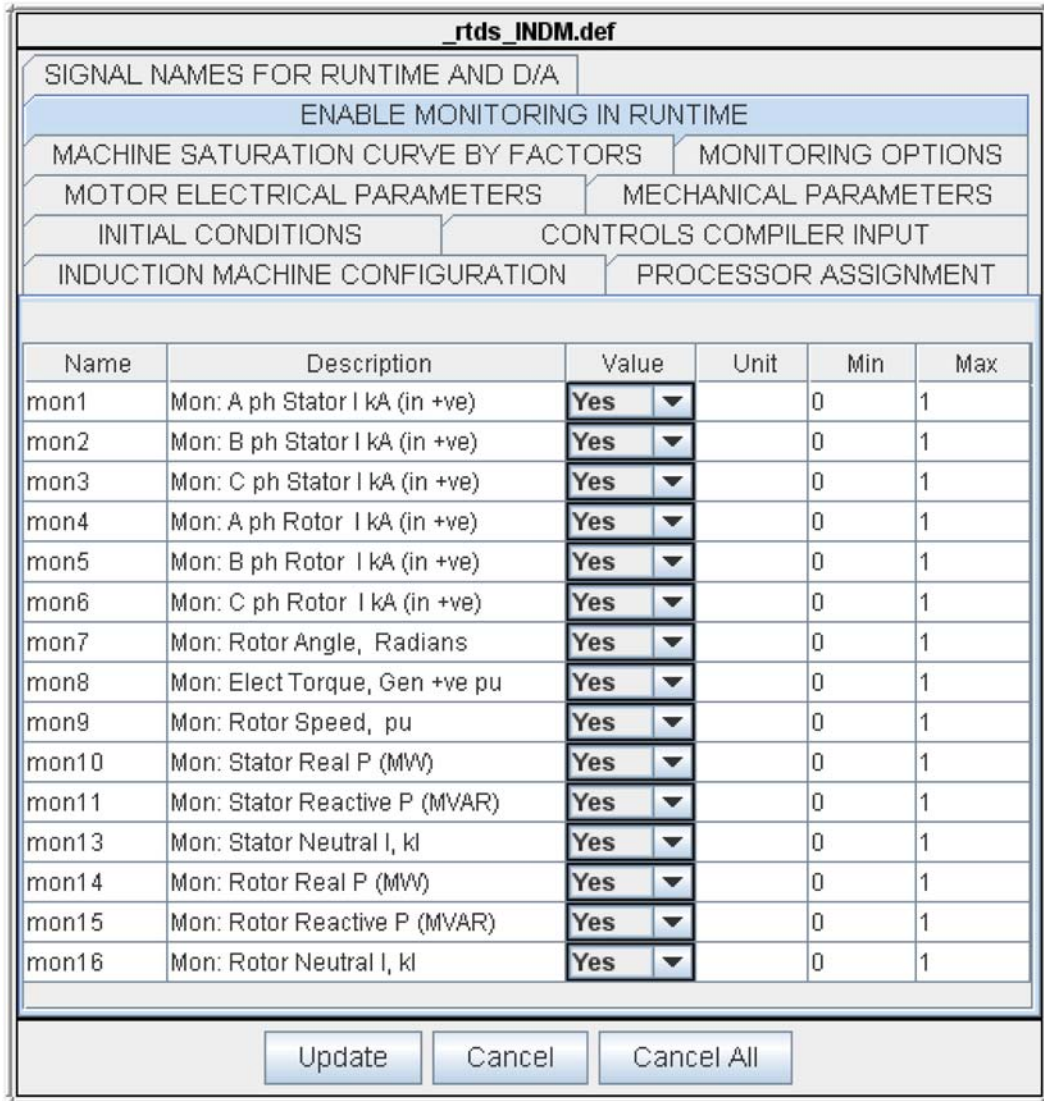 _rtds_INDM.def
SIGNAL NAMES FOR RUNTIME AND D/A
ENABLE MONITORING IN RUNTIME
MACHINE SATURATION CURVE BY FACTORS MONITORING OPTIONS
MOTOR ELECTRICAL PARAMETERS MECHANICAL PARAMETERS
INITIAL CONDITIONS CONTROLS COMPILER INPUT
INDUCTION MACHINE CONFIGURATION PROCESSOR ASSIGNMENT
Name Description Value Unit Min Max
mon1 Mon: A ph Stator I kA (in +ve) Yes 0 1
mon2 Mon: B ph Stator I kA (in +ve) Yes 0 1
mon3 Mon: C ph Stator I kA (in +ve) Yes 0 1
mon4 Mon: A ph Rotor I kA (in +ve) Yes 0 1
mon5 Mon: B ph Rotor I kA (in +ve) Yes 0 1
mon6 Mon: C ph Rotor I kA (in +ve) Yes 0 1
mon7 Mon: Rotor Angle, Radians Yes 0 1
mon8 Mon: Elect Torque, Gen +ve pu Yes 0 1
mon9 Mon: Rotor Speed, pu Yes 0 1
mon10 Mon: Stator Real P (MW) Yes 0 1
mon11 Mon: Stator Reactive P (MVAR) Yes 0 1
mon13 Mon: Stator Neutral I, kI Yes 0 1
mon14 Mon: Rotor Real P (MW) Yes 0 1
mon15 Mon: Rotor Reactive P (MVAR) Yes 0 1
mon16 Mon: Rotor Neutral I, kI Yes 0 1
Update Cancel Cancel All